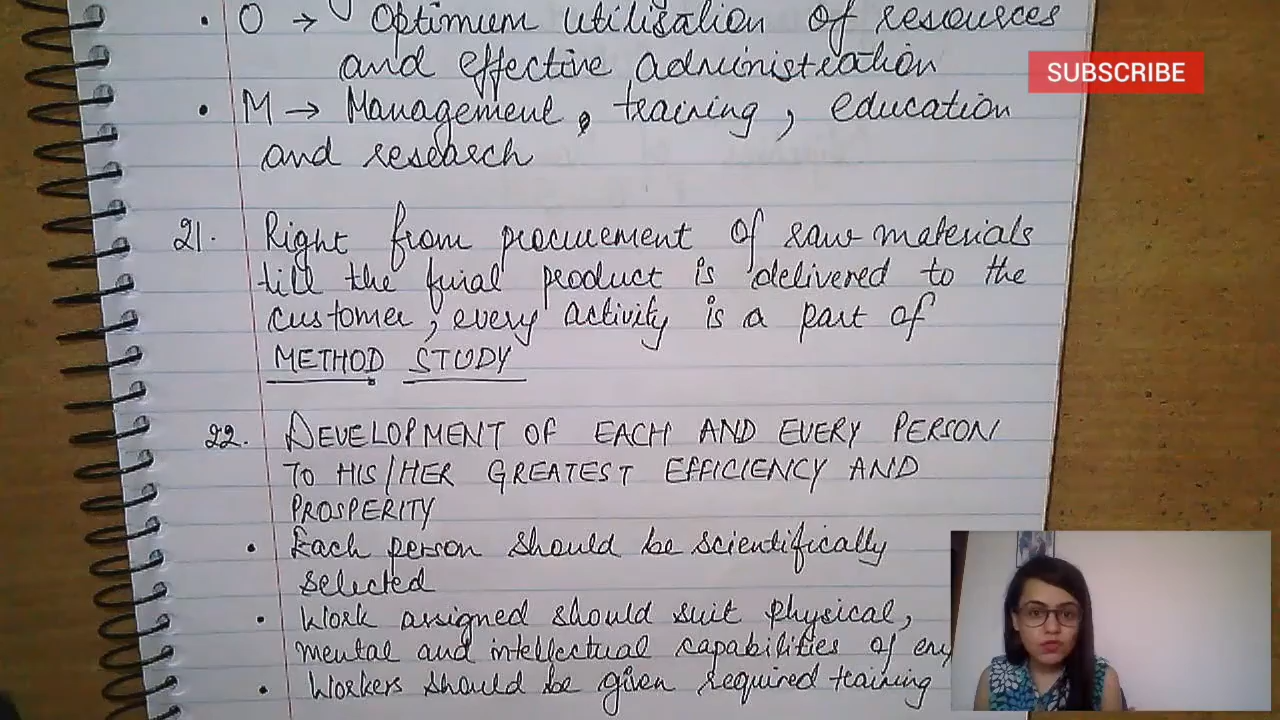 • O → Optimum utilisation of resources
and effective administration
SUBSCRIBE
• M → Management, training, education
and research
21. Right from procurement of raw materials
till the final product is delivered to the
customer, every activity is a part of
METHOD STUDY
22. DEVELOPMENT OF EACH AND EVERY PERSON
TO HIS/HER GREATEST EFFICIENCY AND
PROSPERITY
• Each person should be scientifically
selected
• Work assigned should suit physical,
mental and intellectual capabilities of
• Workers should be given required training